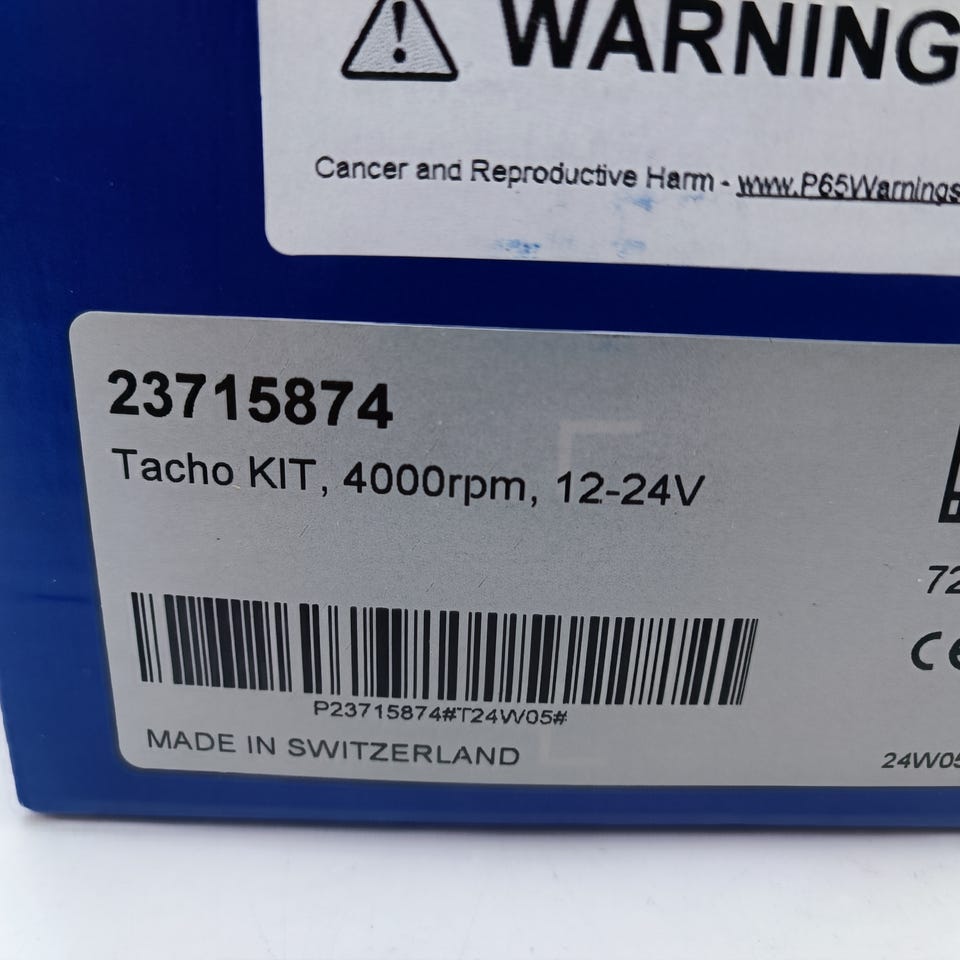 WARNING
Cancer and Reproductive Harm - www.P65Warnings
23715874
Tacho KIT, 4000rpm, 12-24V
72
CE
P23715874#T24W05#
MADE IN SWITZERLAND
24W05